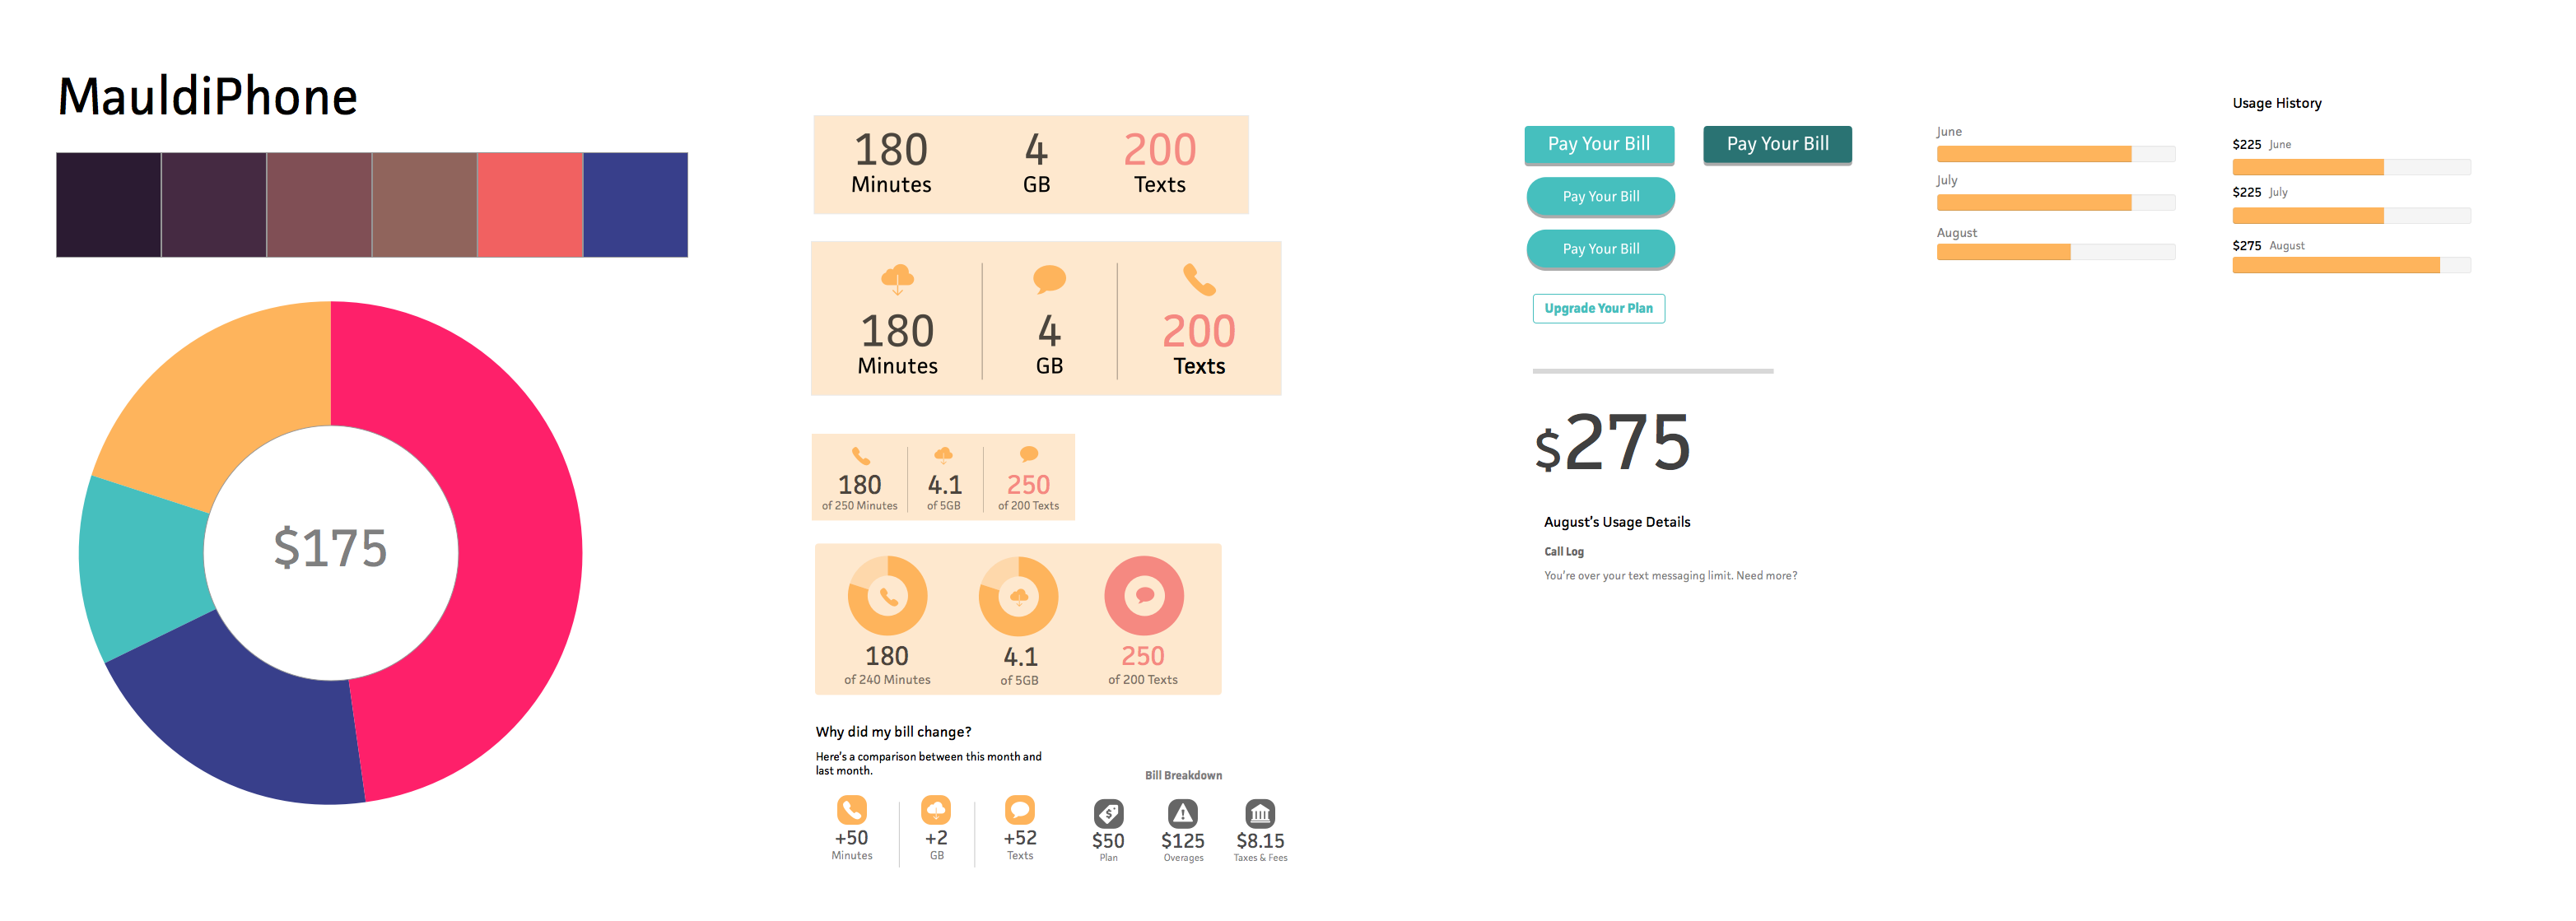 MauldiPhone
$175
180 4 200
Minutes GB Texts
180 4 200
Minutes GB Texts
180 4.1 250
of 250 Minutes of 5GB of 200 Texts
180 4.1 250
of 240 Minutes of 5GB of 200 Texts
Why did my bill change?
Here's a comparison between this month and
last month.
+50 +2 +52
Minutes GB Texts
Bill Breakdown
$50 $125 $8.15
Plan Overages Taxes & Fees
Pay Your Bill Pay Your Bill
Pay Your Bill
Pay Your Bill
Upgrade Your Plan
$275
August's Usage Details
Call Log
You're over your text messaging limit. Need more?
June
July
August
Usage History
$225 June
$225 July
$275 August